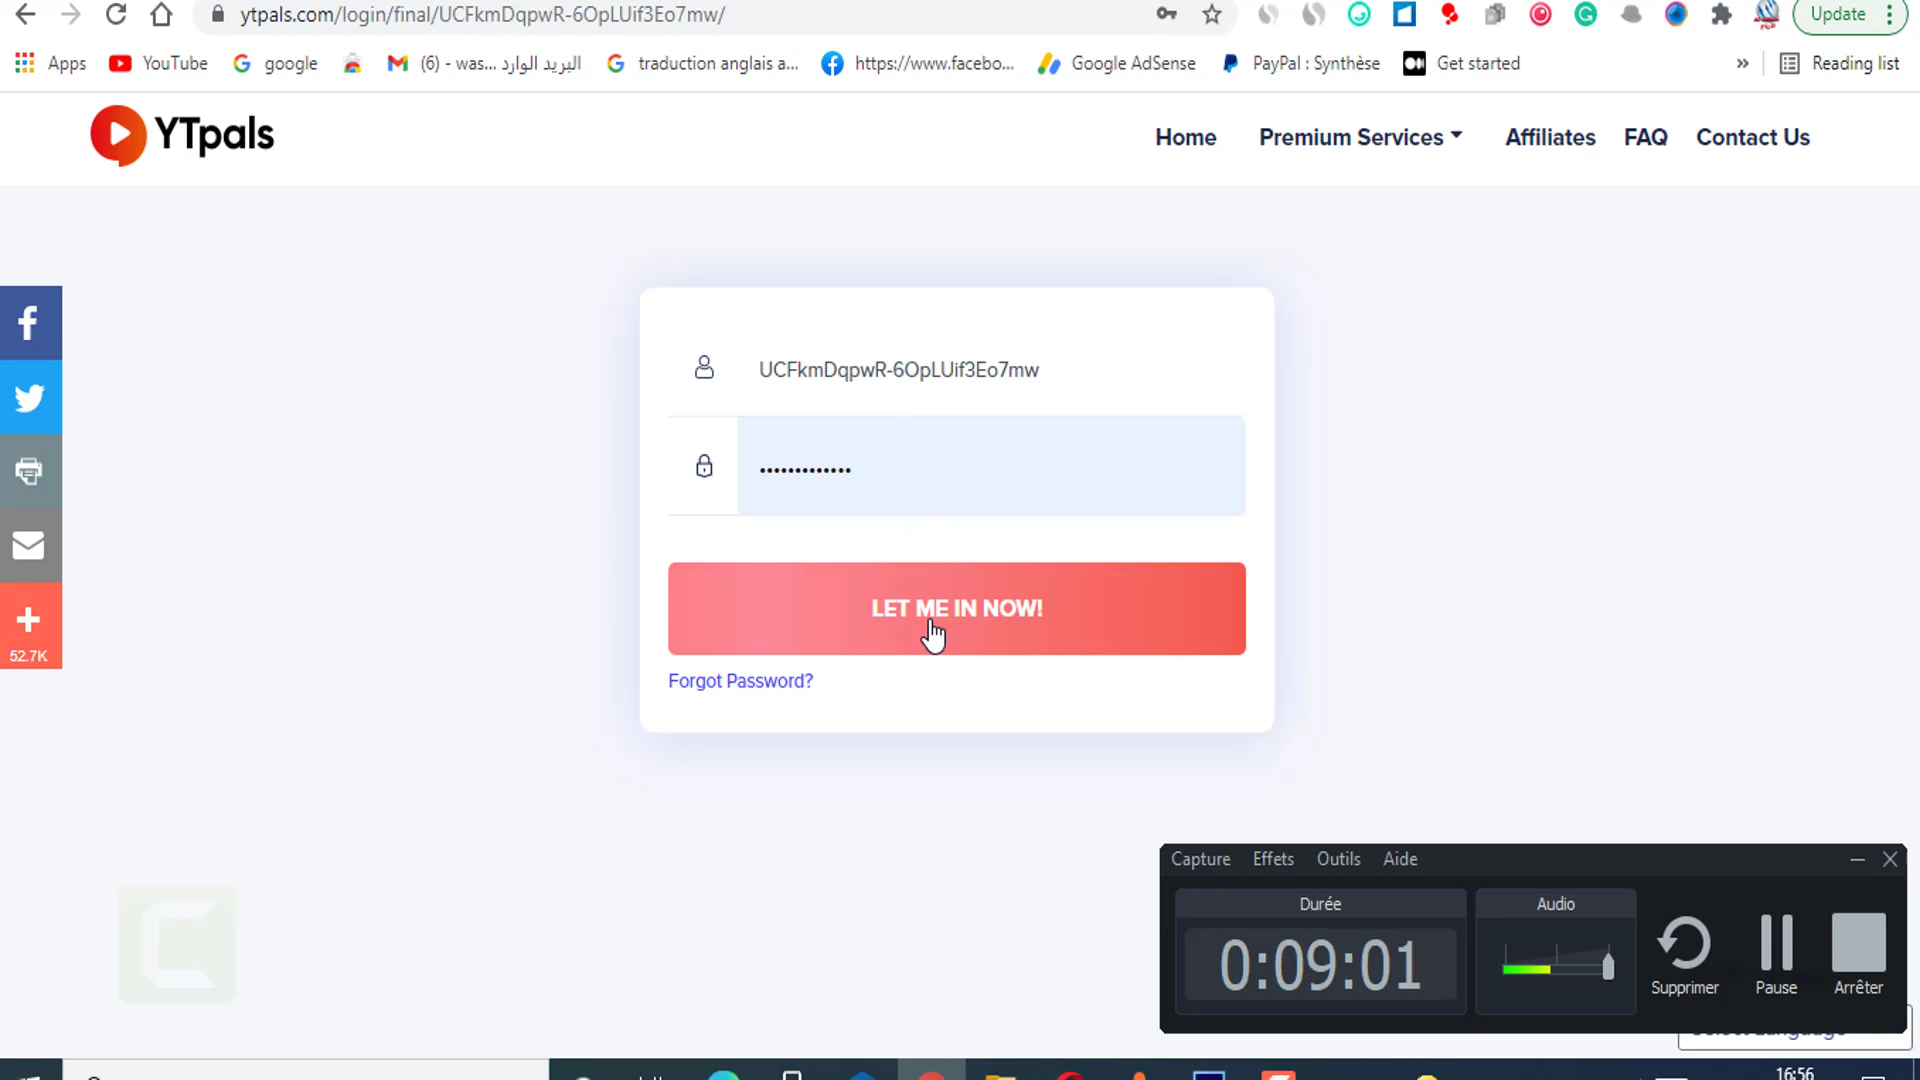 ytpals.com/login/final/UCFkmDqpwR-6OpLUif3Eo7mw/
Update
Apps
YouTube
google
(6) - was... البريد الوارد
traduction anglais a...
https://www.facebo...
Google AdSense
PayPal : Synthèse
Get started
»
Reading list
YTpals
Home
Premium Services
Affiliates
FAQ
Contact Us
52.7K
UCFkmDqpwR-6OpLUif3Eo7mw
•••••••••••••
LET ME IN NOW!
Forgot Password?
Capture
Effets
Outils
Aide
Durée
Audio
0:09:01
Supprimer
Pause
Arrêter
Select Language
16:56